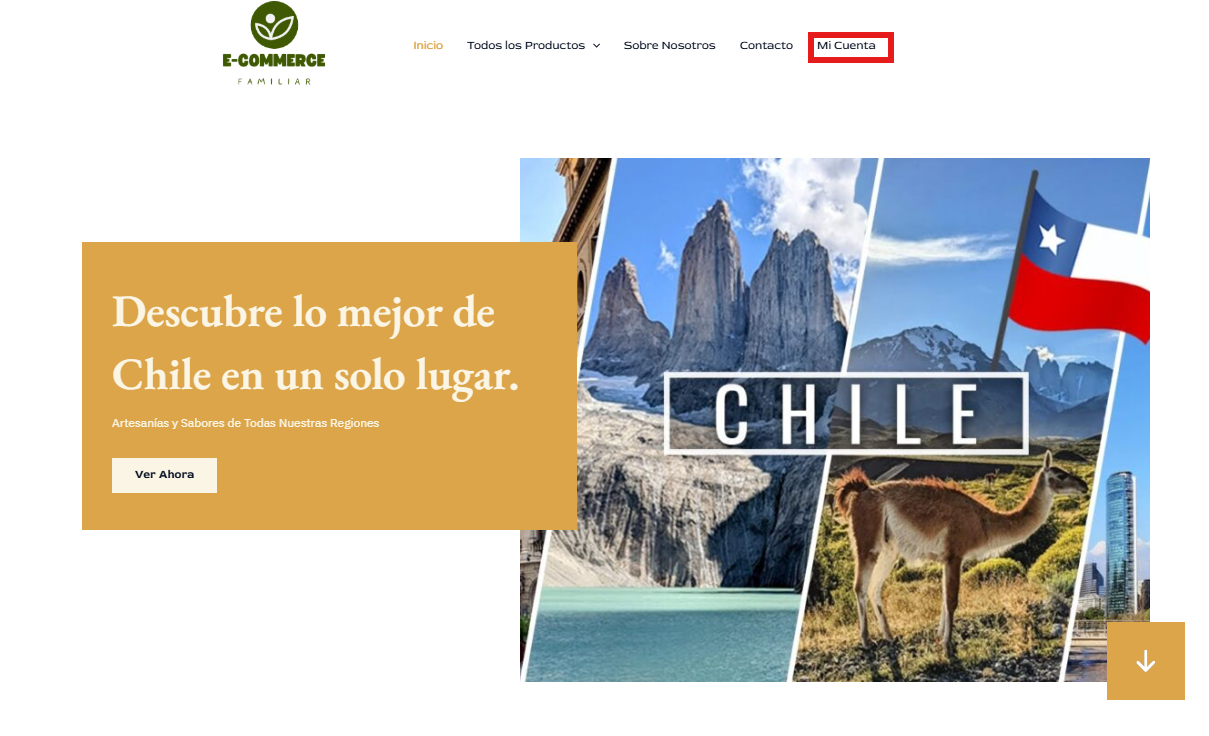 E-COMMERCE
FAMILIAR
Inicio
Todos los Productos
Sobre Nosotros
Contacto
Mi Cuenta
Descubre lo mejor de
Chile en un solo lugar.
Artesanías y Sabores de Todas Nuestras Regiones
Ver Ahora
CHILE